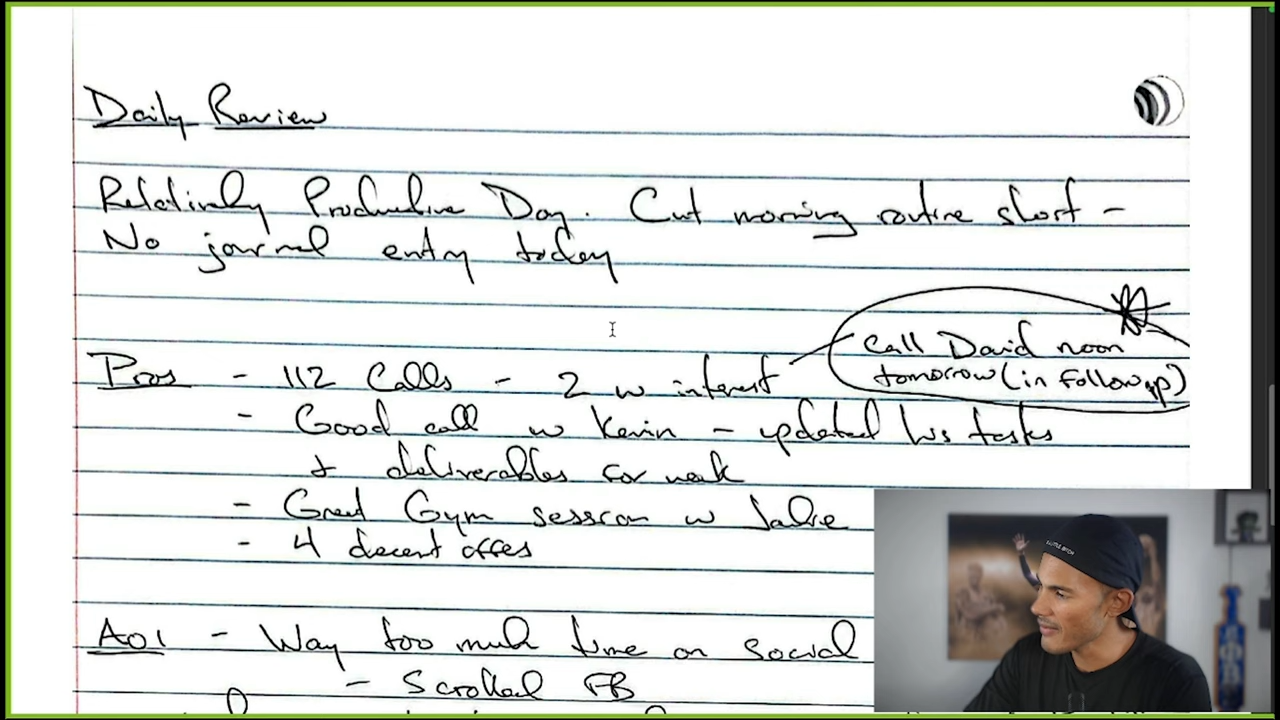 Daily Review
Relatively Productive Day. Cut morning routine short -
No journal entry today
Call David noon
tomorrow (in follow up)
Pros - 112 Calls - 2 w interest
- Good call w Kevin - updated his tasks
+ deliverables for week
- Great Gym session w
- 4 decent offes
AOI - Way too much time on social
- Scrolled FB